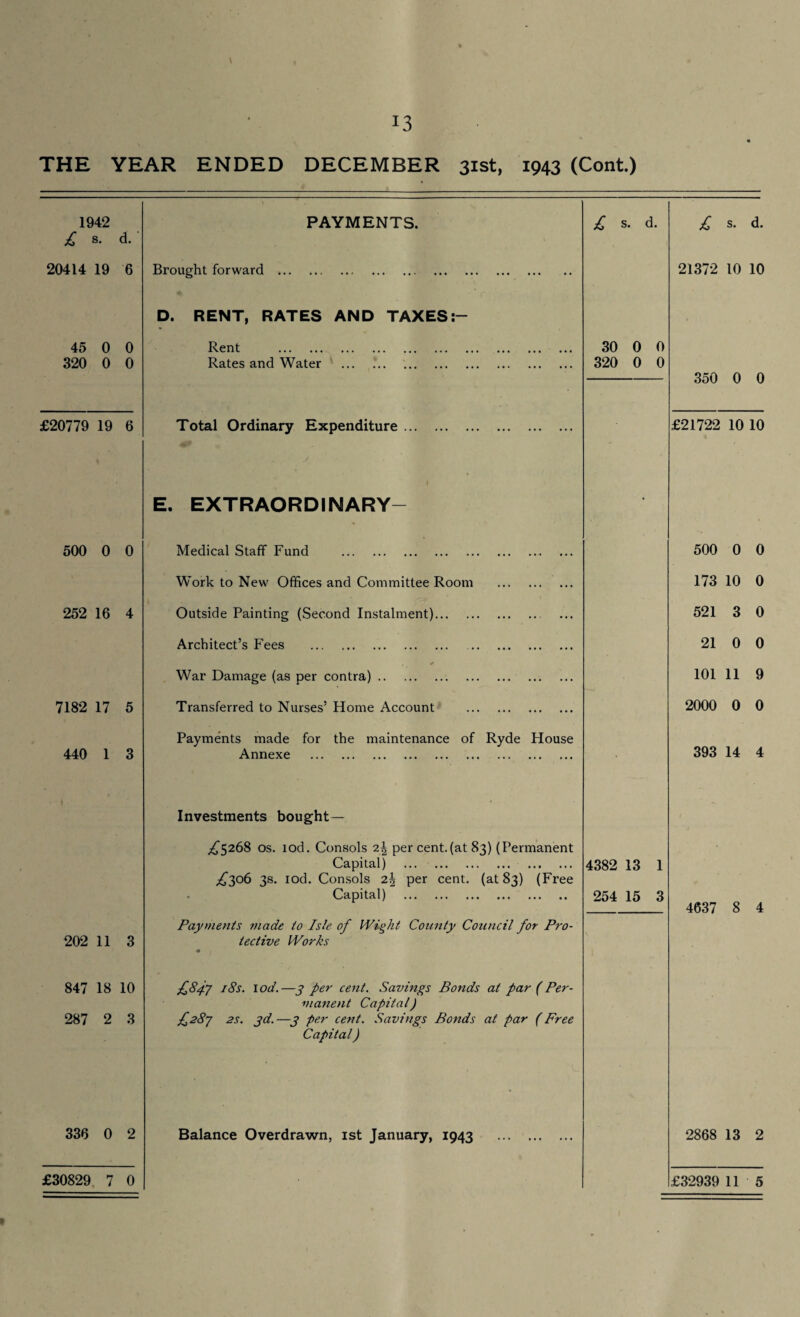 13
THE YEAR ENDED DECEMBER 31st, 1943 (Cont.)
1942 PAYMENTS. £ s. d. £ s. d.
£ s. d.
20414 19 6 Brought forward ... ... ... ... ... ... ... ... ... .. 21372 10 10
D. RENT, RATES AND TAXES:—
45 0 0 Rent ... ... ... ... ... ... ... ... ... ... 30 0 0
320 0 0 Rates and Water ... ... ... ... ... ... ... ... ... 320 0 0
350 0 0
£20779 19 6 Total Ordinary Expenditure ... ... ... ... ... ... £21722 10 10
E. EXTRAORDINARY—
500 0 0 Medical Staff Fund ... ... ... ... ... ... ... ... 500 0 0
Work to New Offices and Committee Room ... ... ... 173 10 0
252 16 4 Outside Painting (Second Instalment)... ... ... .. ... 521 3 0
Architect's Fees ... ... ... ... ... .. ... ... ... 21 0 0
War Damage (as per contra) .. ... ... ... ... ... ... 101 11 9
7182 17 5 Transferred to Nurses' Home Account ... ... ... ... 2000 0 0
Payments made for the maintenance of Ryde House
440 1 3 Annexe ... ... ... ... ... ... ... ... ... 393 14 4
Investments bought—
£5268 0s. 10d. Consols 2½ per cent. (at 83) (Permanent
Capital) ... ... ... ... ... ... 4382 13 1
£306 3s. 10d. Consols 2½ per cent. (at 83) (Free
Capital) ... ... ... ... ... .. 254 15 3
4637 8 4
Payments made to Isle of Wight County Council for Pro-
202 11 3 tective Works
847 18 10 £847 18s. 10d.—3 per cent. Savings Bonds at par (Per-
manent Capital)
287 2 3 £287 2s. 3d.—3 per cent. Savings Bonds at par (Free
Capital)
336 0 2 Balance Overdrawn, 1st January, 1943 ... ... ... 2868 13 2
£30829 7 0 £32939 11 5